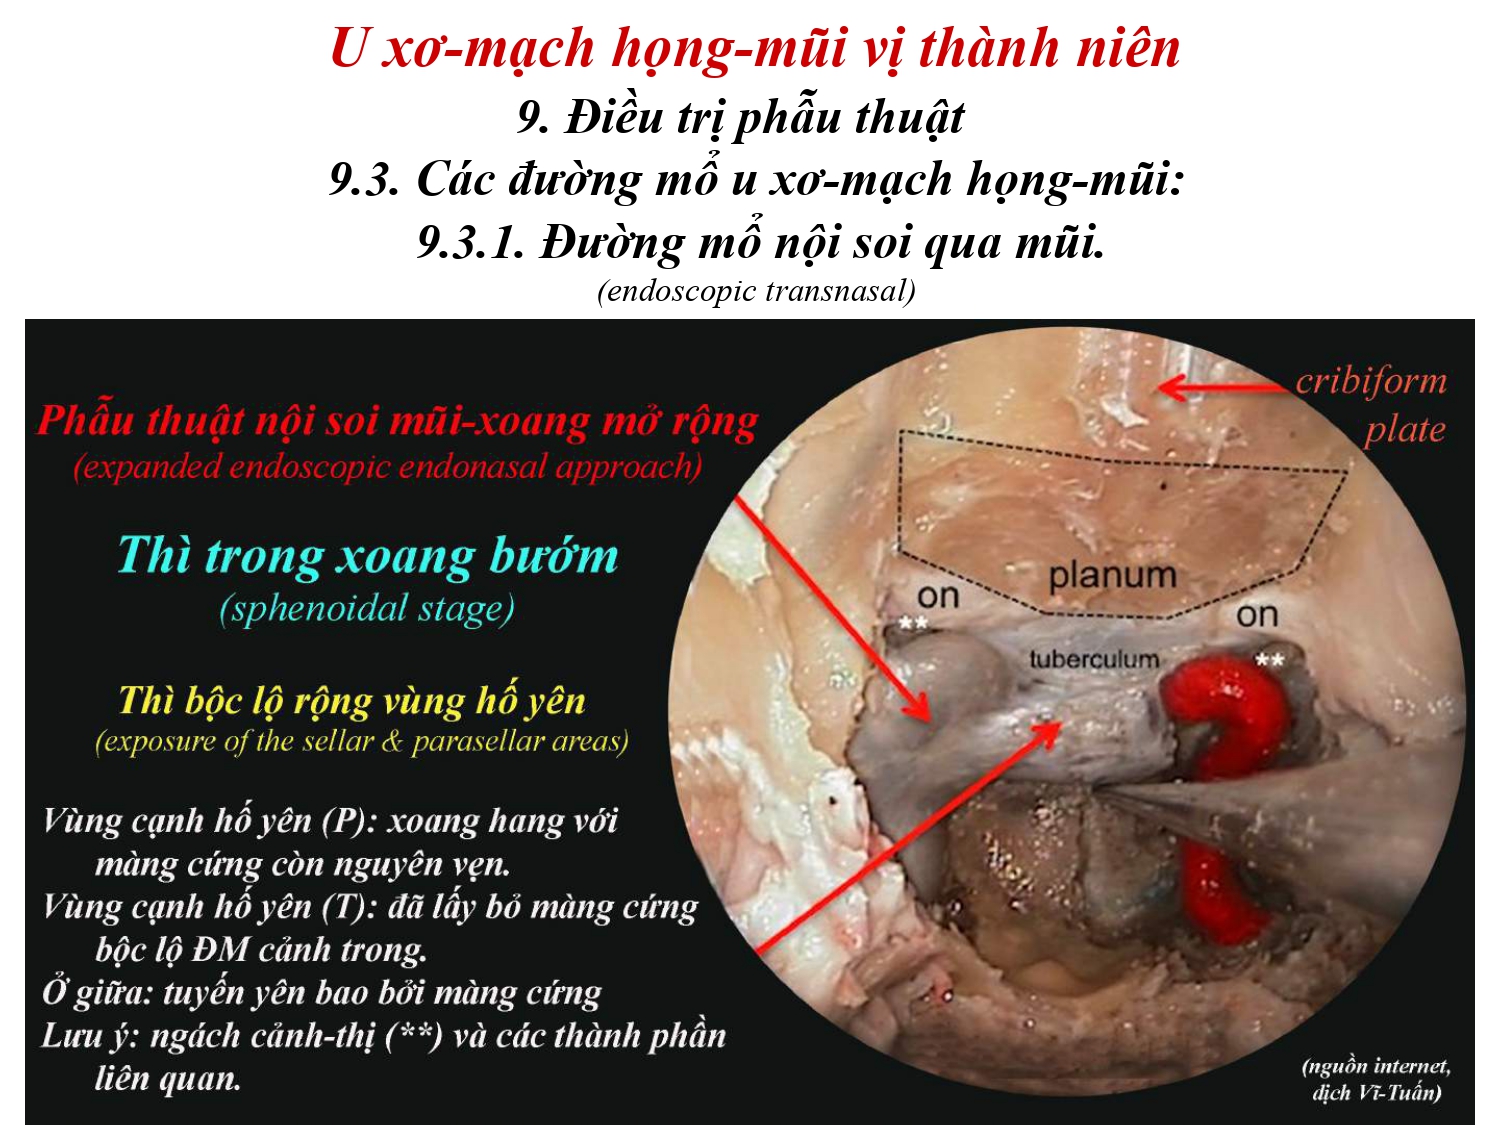 U xơ-mạch họng-mũi vị thành niên
9. Điều trị phẫu thuật
9.3. Các đường mổ u xơ-mạch họng-mũi:
9.3.1. Đường mổ nội soi qua mũi.
(endoscopic transnasal)
Phẫu thuật nội soi mũi-xoang mở rộng
(expanded endoscopic endonasal approach)
Thì trong xoang bướm
(sphenoidal stage)
Thì bộc lộ rộng vùng hố yên
(exposure of the sellar & parasellar areas)
Vùng cạnh hố yên (P): xoang hang với
màng cứng còn nguyên vẹn.
Vùng cạnh hố yên (T): đã lấy bỏ màng cứng
bộc lộ ĐM cảnh trong.
Ở giữa: tuyến yên bao bởi màng cứng
Lưu ý: ngách cảnh-thị (**) và các thành phần
liên quan.
cribiform
plate
planum
on
on
**
**
tuberculum
(nguồn internet,
dịch Vĩ-Tuấn)